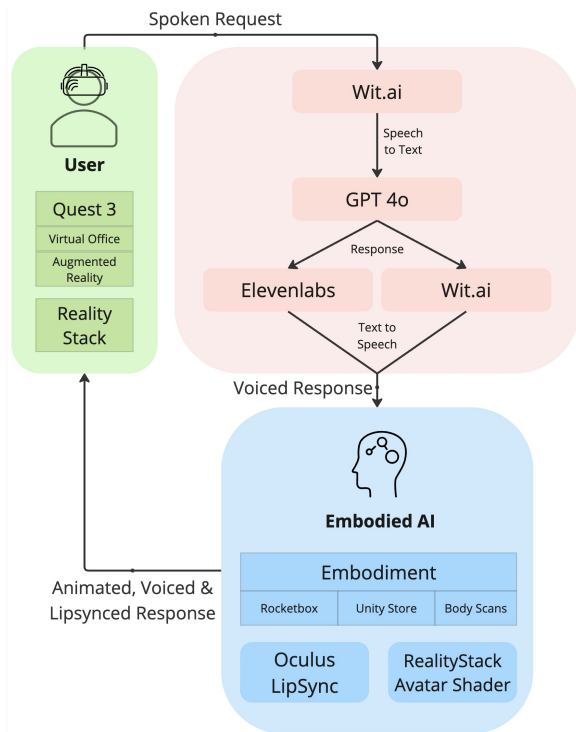 Spoken Request
Wit.ai
Speech
to Text
GPT 4o
Response
Elevenlabs
Wit.ai
Text to
Speech
Voiced Response
User
Quest 3
Virtual Office
Augmented
Reality
Reality
Stack
Embodied AI
Embodiment
Rocketbox
Unity Store
Body Scans
Oculus
LipSync
RealityStack
Avatar Shader
Animated, Voiced &
Lipsynced Response